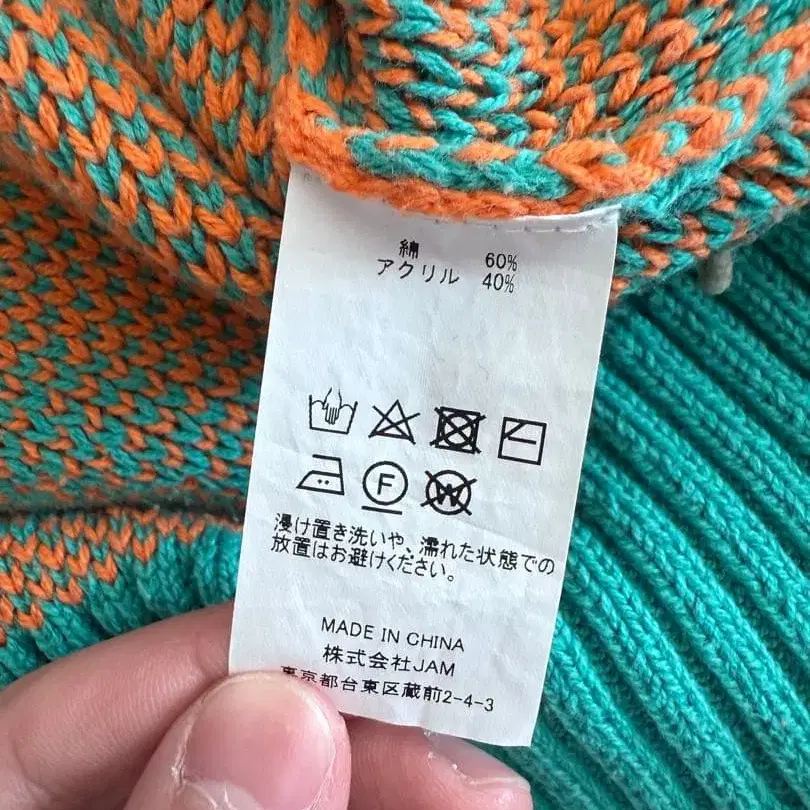 綿 60%
アクリル 40%
F W
浸け置き洗いや、濡れた状態での
放置はお避けください。
MADE IN CHINA
株式会社JAM
東京都台東区蔵前2-4-3